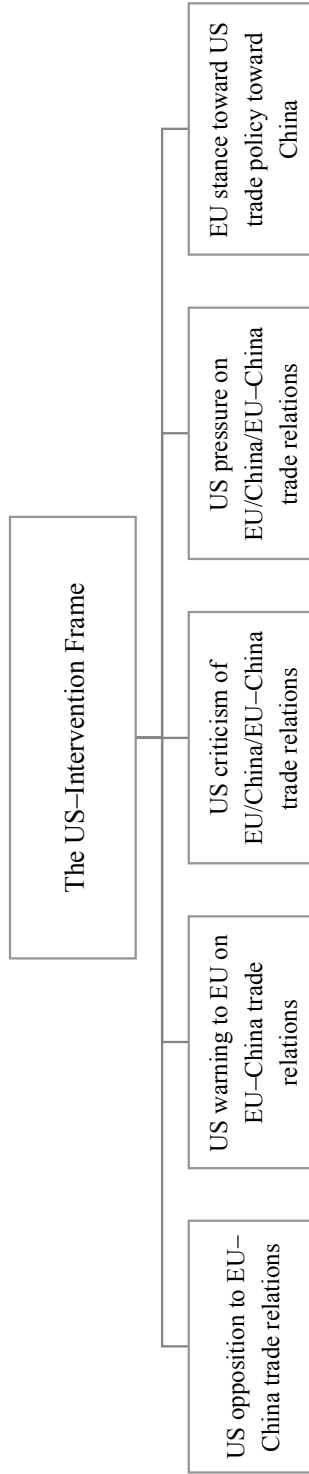 The US–Intervention Frame
US opposition to EU–
China trade relations
US warning to EU on
EU–China trade
relations
US criticism of
EU/China/EU–China
trade relations
US pressure on
EU/China/EU–China
trade relations
EU stance toward US
trade policy toward
China